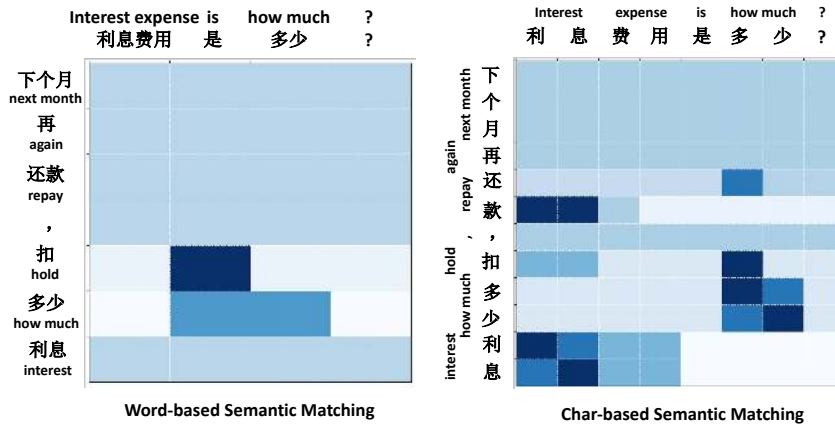 Interest expense is how much ?
利息费用 是 多少 ?
下个月
next month
再
again
还款
repay
，
扣
hold
多少
how much
利息
interest
Word-based Semantic Matching
Interest expense is how much ?
利 息 费 用 是 多 少 ?
next month
again
repay
,
hold
how much
interest
下
个
月
再
还
款
，
扣
多
少
利
息
Char-based Semantic Matching